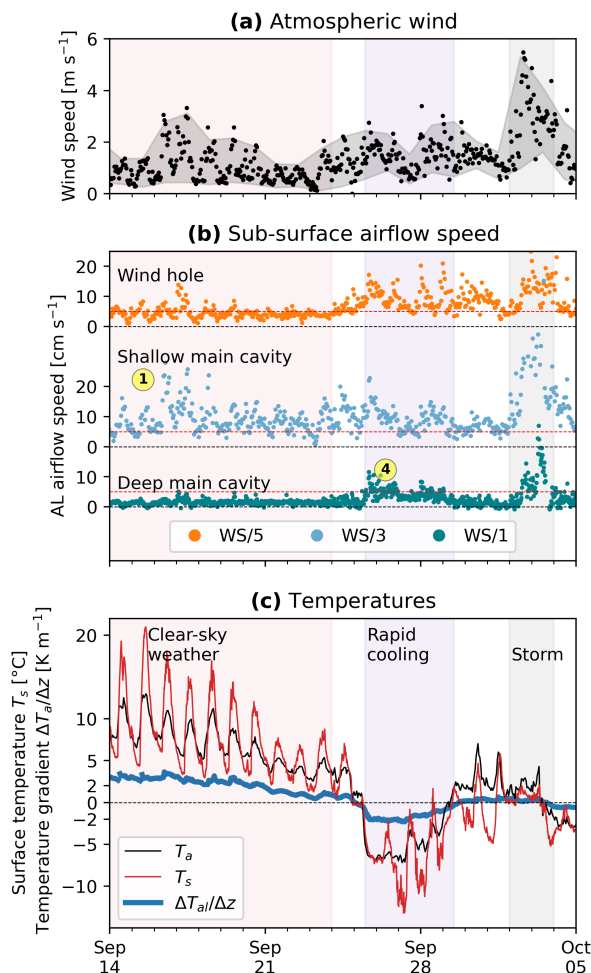 (a) Atmospheric wind
Wind speed [m s⁻¹]
6
4
2
0
(b) Sub-surface airflow speed
AL airflow speed [cm s⁻¹]
Wind hole
20
10
0
Shallow main cavity
1
20
10
0
4
Deep main cavity
10
0
WS/5 WS/3 WS/1
(c) Temperatures
Surface temperature Tₛ [°C]
Temperature gradient ΔTₐ/Δz [K m⁻¹]
20
10
5
2
0
−2
−5
−10
Clear-sky
weather
Rapid
cooling
Storm
Tₐ
Tₛ
ΔTₐₗ/Δz
Sep
14
Sep
21
Sep
28
Oct
05